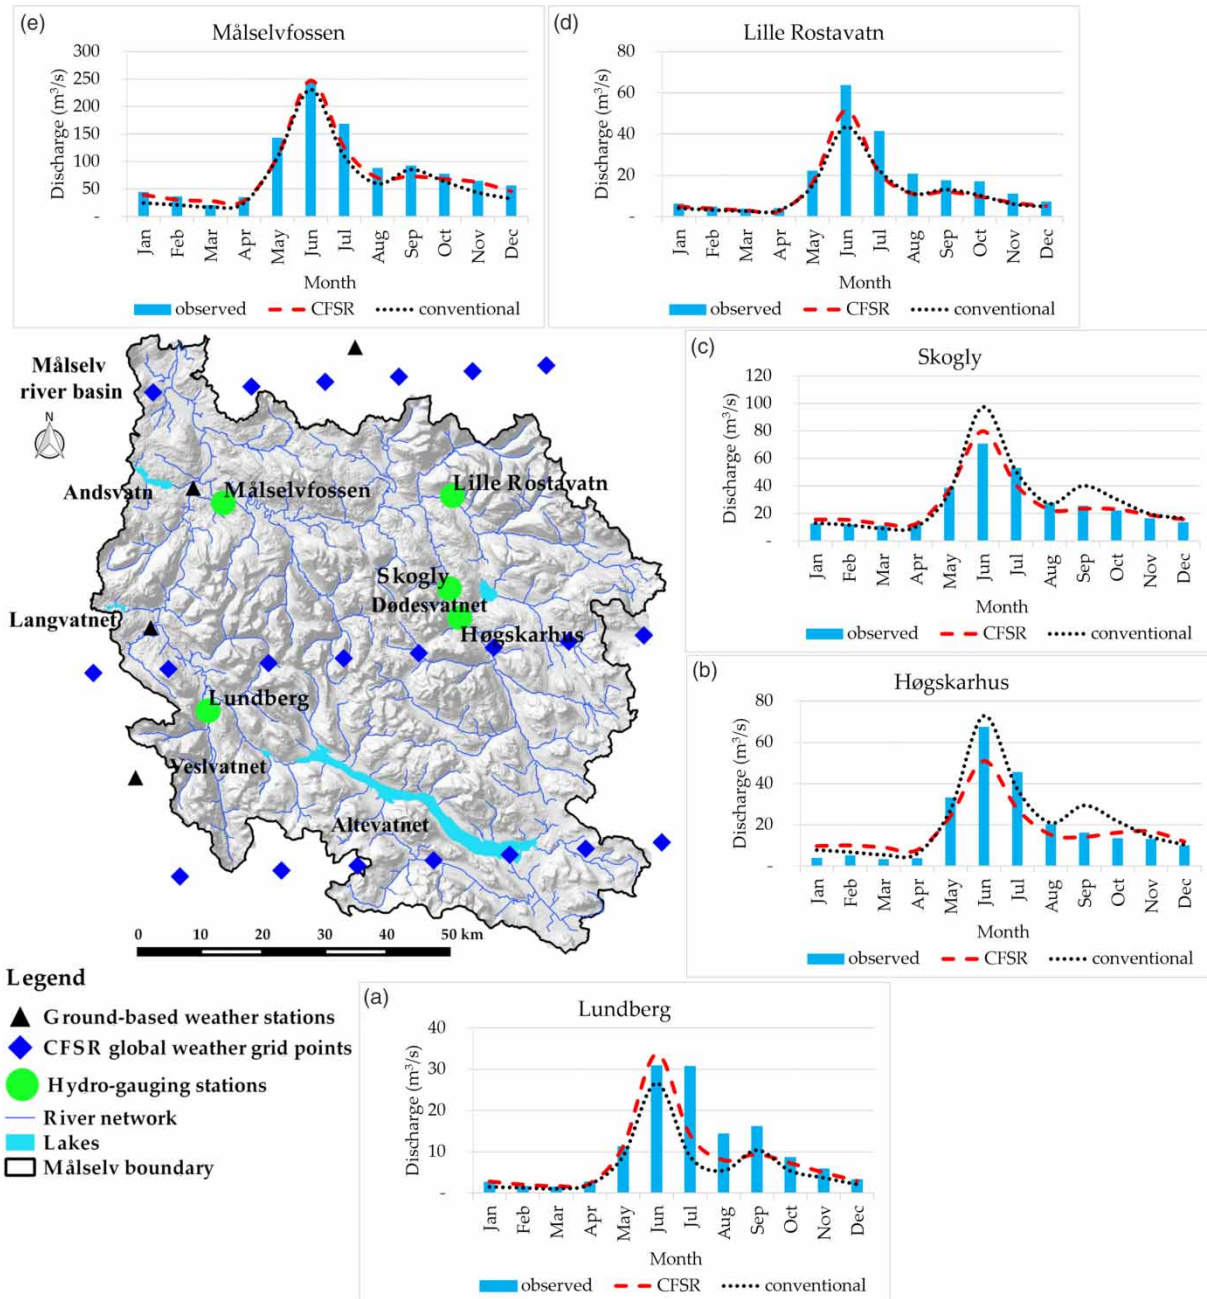 (e)
Målselvfossen
Discharge (m³/s)
300
250
200
150
100
50
-
Jan Feb Mar Apr May Jun Jul Aug Sep Oct Nov Dec
Month
observed CFSR conventional
(d)
Lille Rostavatn
Discharge (m³/s)
80
60
40
20
-
Jan Feb Mar Apr May Jun Jul Aug Sep Oct Nov Dec
Month
observed CFSR conventional
(c)
Skogly
Discharge (m³/s)
120
100
80
60
40
20
-
Jan Feb Mar Apr May Jun Jul Aug Sep Oct Nov Dec
Month
observed CFSR conventional
(b)
Høgskarhus
Discharge (m³/s)
80
60
40
20
-
Jan Feb Mar Apr May Jun Jul Aug Sep Oct Nov Dec
Month
observed CFSR conventional
Målselv
river basin
N
Andsvatn
Målselvfossen
Lille Rostavatn
Skogly
Dødesvatnet
Langvatnet
Høgskarhus
Lundberg
Veslvatnet
Altevatnet
0 10 20 30 40 50 km
Legend
Ground-based weather stations
CFSR global weather grid points
Hydro-gauging stations
River network
Lakes
Målselv boundary
(a)
Lundberg
Discharge (m³/s)
40
30
20
10
-
Jan Feb Mar Apr May Jun Jul Aug Sep Oct Nov Dec
Month
observed CFSR conventional